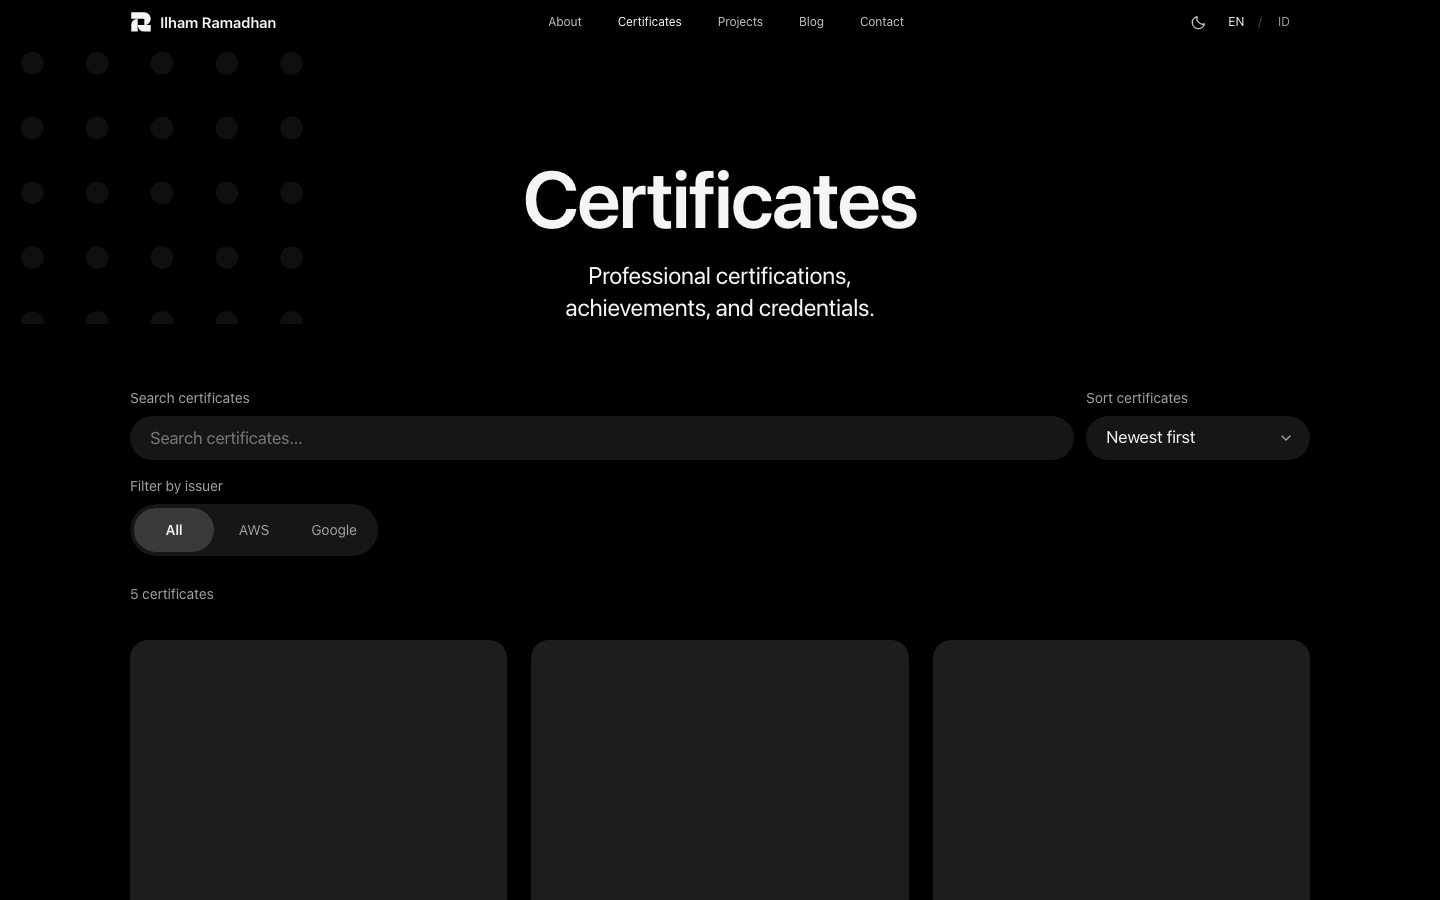 Ilham Ramadhan
About
Certificates
Projects
Blog
Contact
EN / ID
Certificates
Professional certifications,
achievements, and credentials.
Search certificates
Sort certificates
Search certificates...
Newest first
Filter by issuer
All
AWS
Google
5 certificates